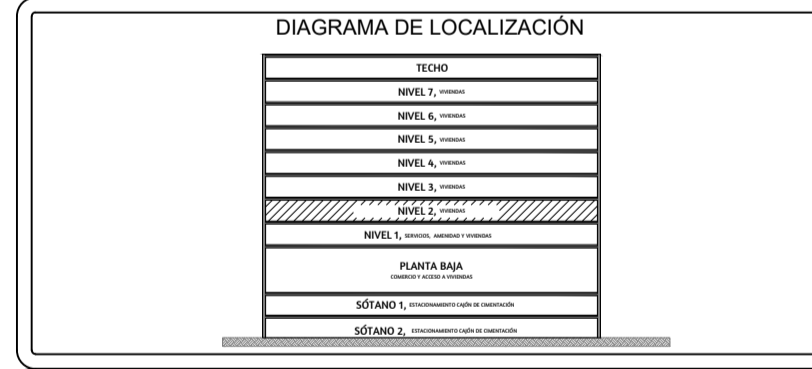 DIAGRAMA DE LOCALIZACIÓN
TECHO
NIVEL 7, VIVIENDAS
NIVEL 6, VIVIENDAS
NIVEL 5, VIVIENDAS
NIVEL 4, VIVIENDAS
NIVEL 3, VIVIENDAS
NIVEL 2, VIVIENDAS
NIVEL 1, SERVICIOS, AMENIDAD Y VIVIENDAS
PLANTA BAJA
COMERCIO Y ACCESO A VIVIENDAS
SÓTANO 1, ESTACIONAMIENTO CAJÓN DE CIMENTACIÓN
SÓTANO 2, ESTACIONAMIENTO CAJÓN DE CIMENTACIÓN